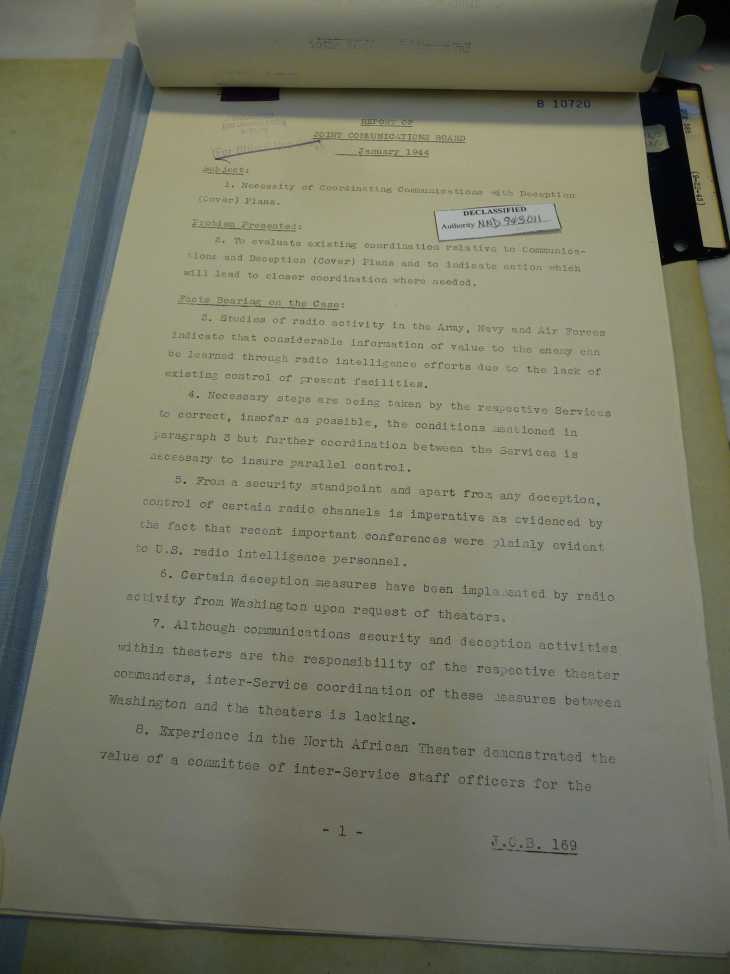 B 10720
REPORT OF
JOINT COMMUNICATIONS BOARD
January 1944
Subject:
1. Necessity of Coordinating Communications with Deception
(Cover) Plans.
DECLASSIFIED
Authority NND 943011
Problem Presented:
2. To evaluate existing coordination relative to Communica-
tions and Deception (Cover) Plans and to indicate action which
will lead to closer coordination where needed.
Facts Bearing on the Case:
3. Studies of radio activity in the Army, Navy and Air Forces
indicate that considerable information of value to the enemy can
be learned through radio intelligence efforts due to the lack of
existing control of present facilities.
4. Necessary steps are being taken by the respective Services
to correct, insofar as possible, the conditions mentioned in
paragraph 3 but further coordination between the Services is
necessary to insure parallel control.
5. From a security standpoint and apart from any deception,
control of certain radio channels is imperative as evidenced by
the fact that recent important conferences were plainly evident
to U.S. radio intelligence personnel.
6. Certain deception measures have been implemented by radio
activity from Washington upon request of theaters.
7. Although communications security and deception activities
within theaters are the responsibility of the respective theater
commanders, inter-Service coordination of these measures between
Washington and the theaters is lacking.
8. Experience in the North African Theater demonstrated the
value of a committee of inter-Service staff officers for the
- 1 -
J.C.B. 169